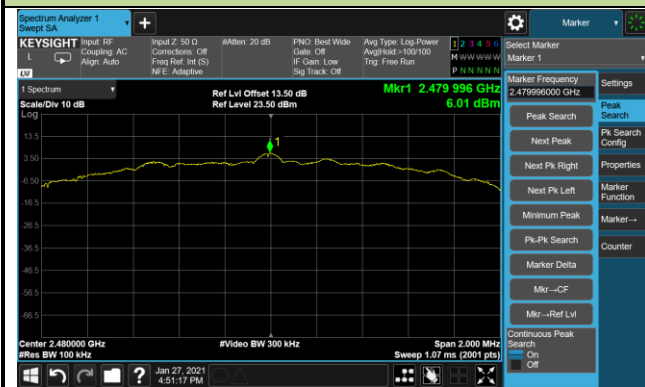 Spectrum Analyzer 1
Swept SA
Marker
KEYSIGHT
L
Input: RF
Coupling: AC
Align: Auto
Input Z: 50 Ω
Corrections: Off
Freq Ref: Int (S)
NFE: Adaptive
#Atten: 20 dB
PNO: Best Wide
Gate: Off
IF Gain: Low
Sig Track: Off
Avg Type: Log-Power
Avg|Hold:>100/100
Trig: Free Run
1 2 3 4 5 6
M W W W W W
P N N N N N
Select Marker
Marker 1
1 Spectrum
Scale/Div 10 dB
Log
Ref Lvl Offset 13.50 dB
Ref Level 23.50 dBm
Mkr1 2.479 996 GHz
6.01 dBm
13.5
3.50
-6.50
-16.5
-26.5
-36.5
-46.5
-56.5
-66.5
1
Center 2.480000 GHz
#Res BW 100 kHz
#Video BW 300 kHz
Span 2.000 MHz
Sweep 1.07 ms (2001 pts)
Marker Frequency
2.479996000 GHz
Peak Search
Next Peak
Next Pk Right
Next Pk Left
Minimum Peak
Pk-Pk Search
Marker Delta
Mkr→CF
Mkr→Ref Lvl
Continuous Peak
Search
On
Off
Settings
Peak
Search
Pk Search
Config
Properties
Marker
Function
Marker→
Counter
Jan 27, 2021
4:51:17 PM